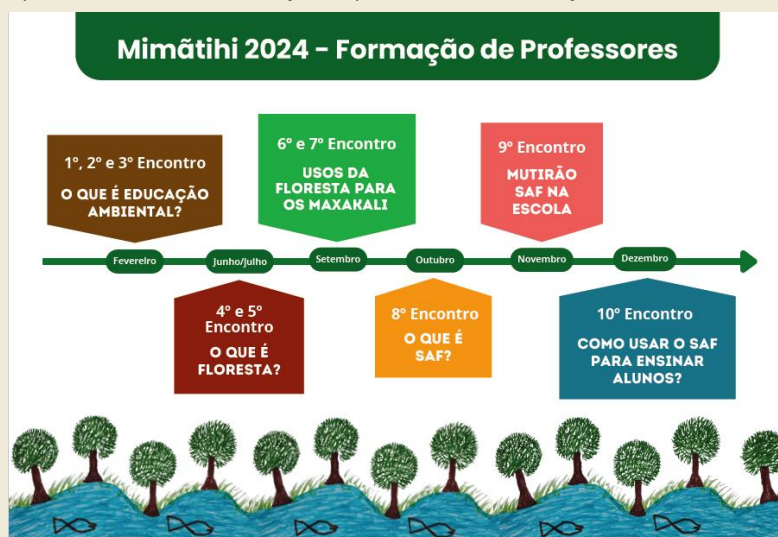 Mimãtihi 2024 - Formação de Professores
1º, 2º e 3º Encontro
O QUE É EDUCAÇÃO
AMBIENTAL?
6º e 7º Encontro
USOS DA
FLORESTA PARA
OS MAXAKALI
9º Encontro
MUTIRÃO
SAF NA
ESCOLA
Fevereiro
Junho/julho
Setembro
Outubro
Novembro
Dezembro
4º e 5º
Encontro
O QUE É
FLORESTA?
8º Encontro
O QUE É
SAF?
10º Encontro
COMO USAR O SAF
PARA ENSINAR
ALUNOS?